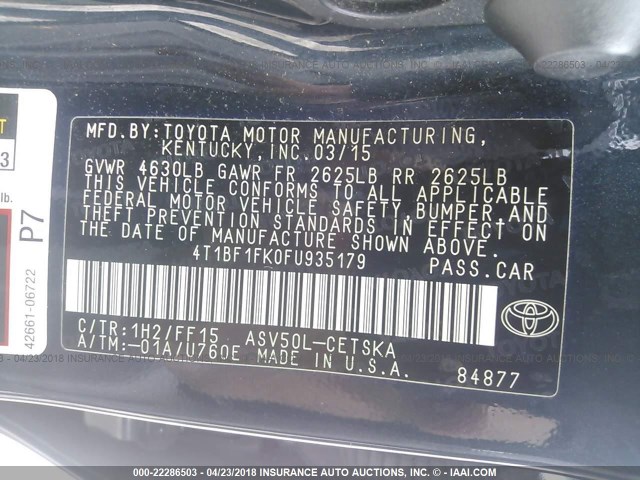 MFD.BY:TOYOTA MOTOR MANUFACTURING,
KENTUCKY, INC. 03/15
GVWR 4630LB GAWR FR 2625LB RR 2625LB
THIS VEHICLE CONFORMS TO ALL APPLICABLE
FEDERAL MOTOR VEHICLE SAFETY, BUMPER, AND
THEFT PREVENTION STANDARDS IN EFFECT ON
THE DATE OF MANUFACTURE SHOWN ABOVE.
4T1BF1FK0FU935179 PASS.CAR
C/TR:1H2/FF15 ASV50L-CETSKA
A/TM:-01A/U760E MADE IN U.S.A.
84877
lb.
P7
42661-06722
000-22286503 - 04/23/2018 INSURANCE AUTO AUCTIONS - © IAAI.COM